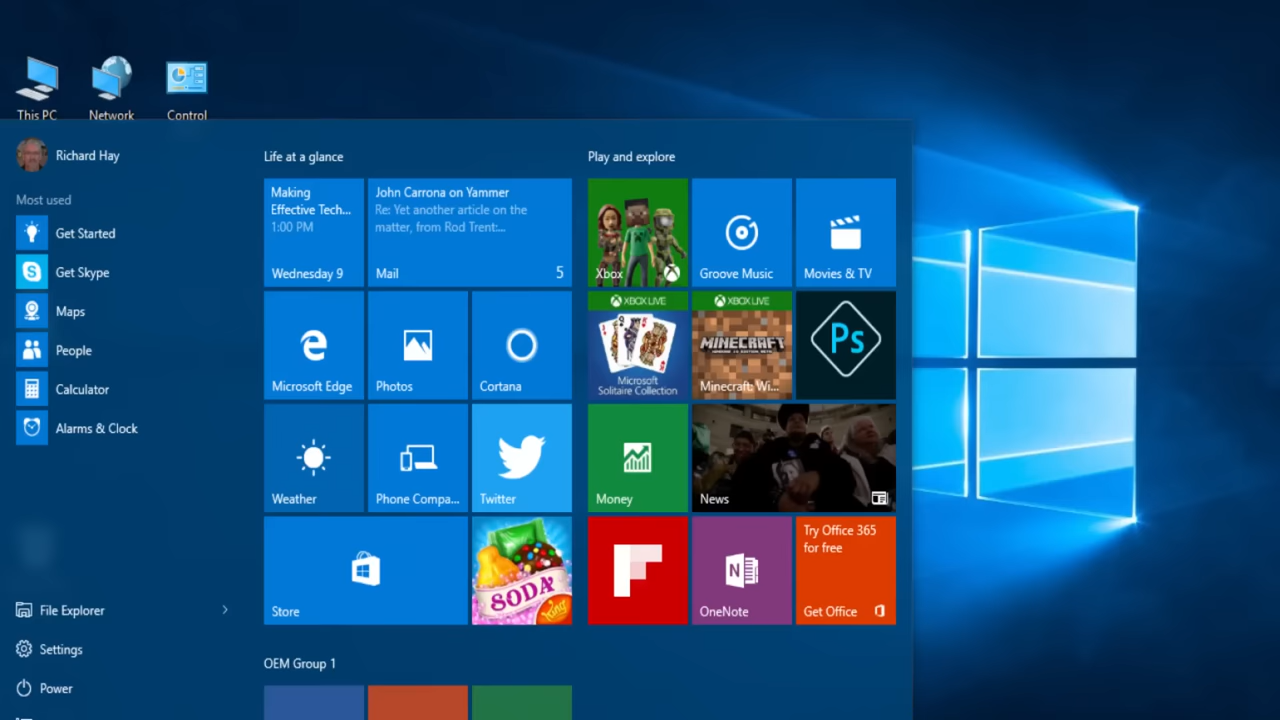 This PC
Network
Control
Richard Hay
Most used
Get Started
Get Skype
Maps
People
Calculator
Alarms & Clock
File Explorer
Settings
Power
Life at a glance
Making
Effective Tech...
1:00 PM
Wednesday 9
John Carrona on Yammer
Re: Yet another article on the
matter, from Rod Trent:...
Mail
5
Microsoft Edge
Photos
Cortana
Weather
Phone Compa...
Twitter
Store
SODA
King
OEM Group 1
Play and explore
Xbox
Groove Music
Movies & TV
XBOX LIVE
Microsoft
Solitaire Collection
XBOX LIVE
MINECRAFT
Minecraft: Wi...
Ps
Money
News
N
OneNote
Try Office 365
for free
Get Office